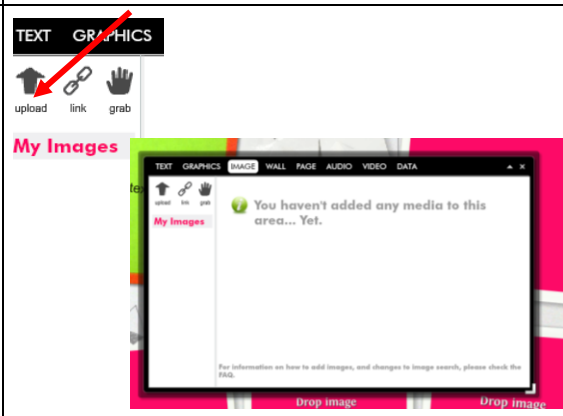 TEXT GRAPHICS
upload link grab
My Images
TEXT GRAPHICS IMAGE WALL PAGE AUDIO VIDEO DATA
upload link grab
My Images
You haven't added any media to this
area... Yet.
For information on how to add images, and changes to image search, please check the
FAQ.
Drop image Drop image